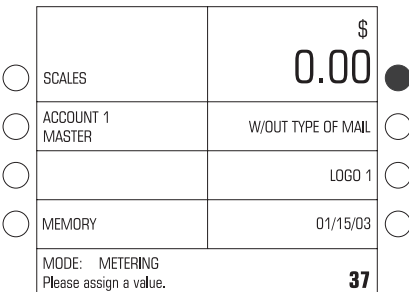 $
SCALES 0.00
ACCOUNT 1
MASTER
W/OUT TYPE OF MAIL
LOGO 1
MEMORY 01/15/03
MODE: METERING
Please assign a value. 37